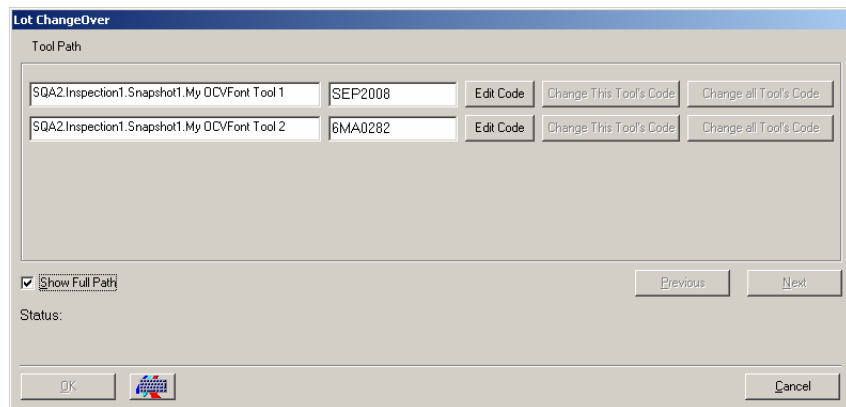 Lot ChangeOver
Tool Path
SQA2.Inspection1.Snapshot1.My OCVFont Tool 1 SEP2008 Edit Code Change This Tool's Code Change all Tool's Code
SQA2.Inspection1.Snapshot1.My OCVFont Tool 2 6MA0282 Edit Code Change This Tool's Code Change all Tool's Code
Show Full Path Previous Next
Status:
OK Cancel